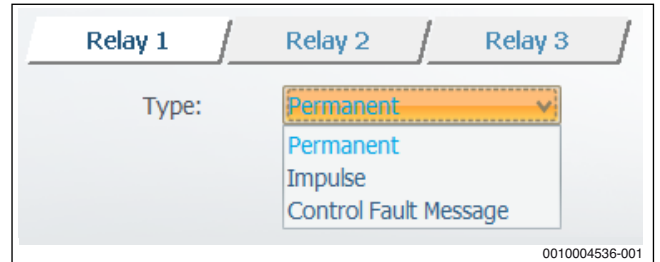 Relay 1 Relay 2 Relay 3
Type: Permanent
Permanent
Impulse
Control Fault Message
0010004536-001